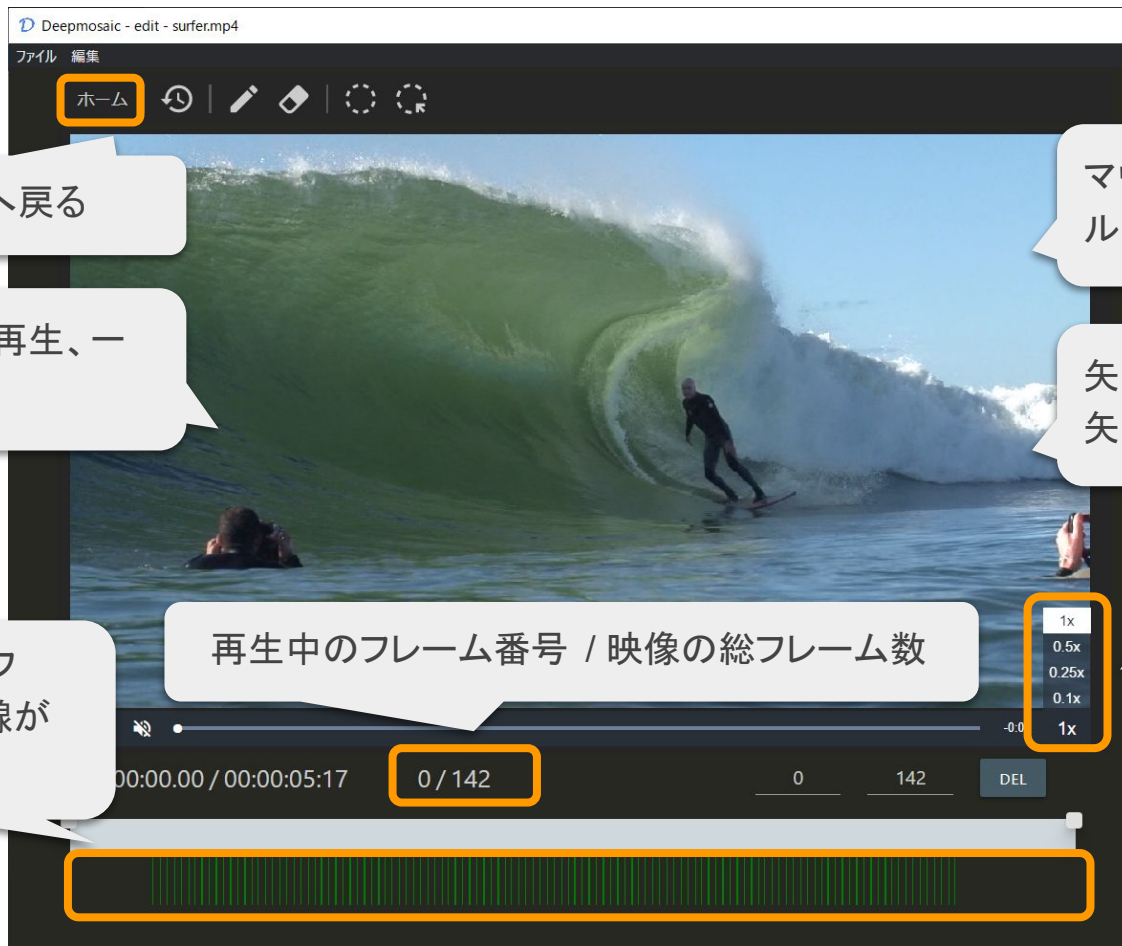 Deepmosaic - edit - surfer.mp4
ファイル 編集
ホーム
へ戻る
マ
ル
再生、一
矢
矢
再生中のフレーム番号 / 映像の総フレーム数
1x
0.5x
0.25x
0.1x
線が
-0:0
1x
00:00.00 / 00:00:05:17
0 / 142
0
142
DEL